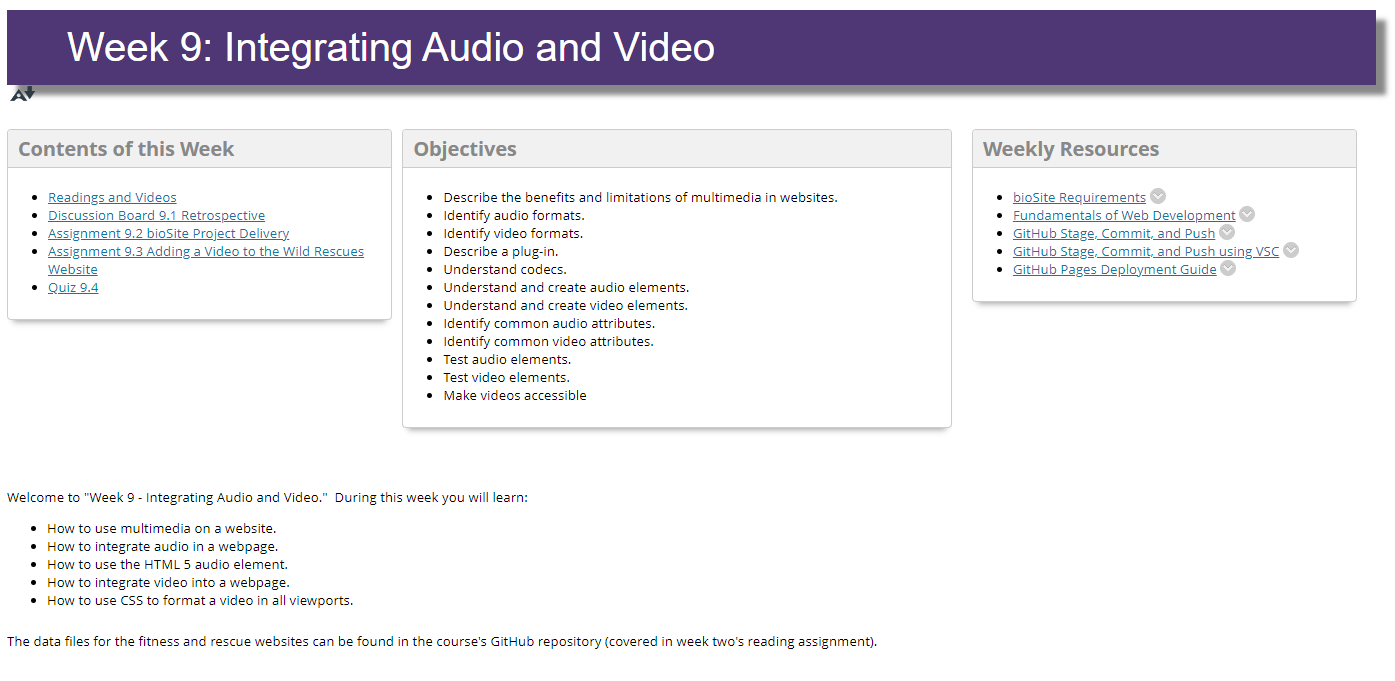 Week 9: Integrating Audio and Video
A
Contents of this Week
Readings and Videos
Discussion Board 9.1 Retrospective
Assignment 9.2 bioSite Project Delivery
Assignment 9.3 Adding a Video to the Wild Rescues
Website
Quiz 9.4
Objectives
Describe the benefits and limitations of multimedia in websites.
Identify audio formats.
Identify video formats.
Describe a plug-in.
Understand codecs.
Understand and create audio elements.
Understand and create video elements.
Identify common audio attributes.
Identify common video attributes.
Test audio elements.
Test video elements.
Make videos accessible
Weekly Resources
bioSite Requirements
Fundamentals of Web Development
GitHub Stage, Commit, and Push
GitHub Stage, Commit, and Push using VSC
GitHub Pages Deployment Guide
Welcome to "Week 9 - Integrating Audio and Video."  During this week you will learn:
How to use multimedia on a website.
How to integrate audio in a webpage.
How to use the HTML 5 audio element.
How to integrate video into a webpage.
How to use CSS to format a video in all viewports.
The data files for the fitness and rescue websites can be found in the course's GitHub repository (covered in week two's reading assignment).